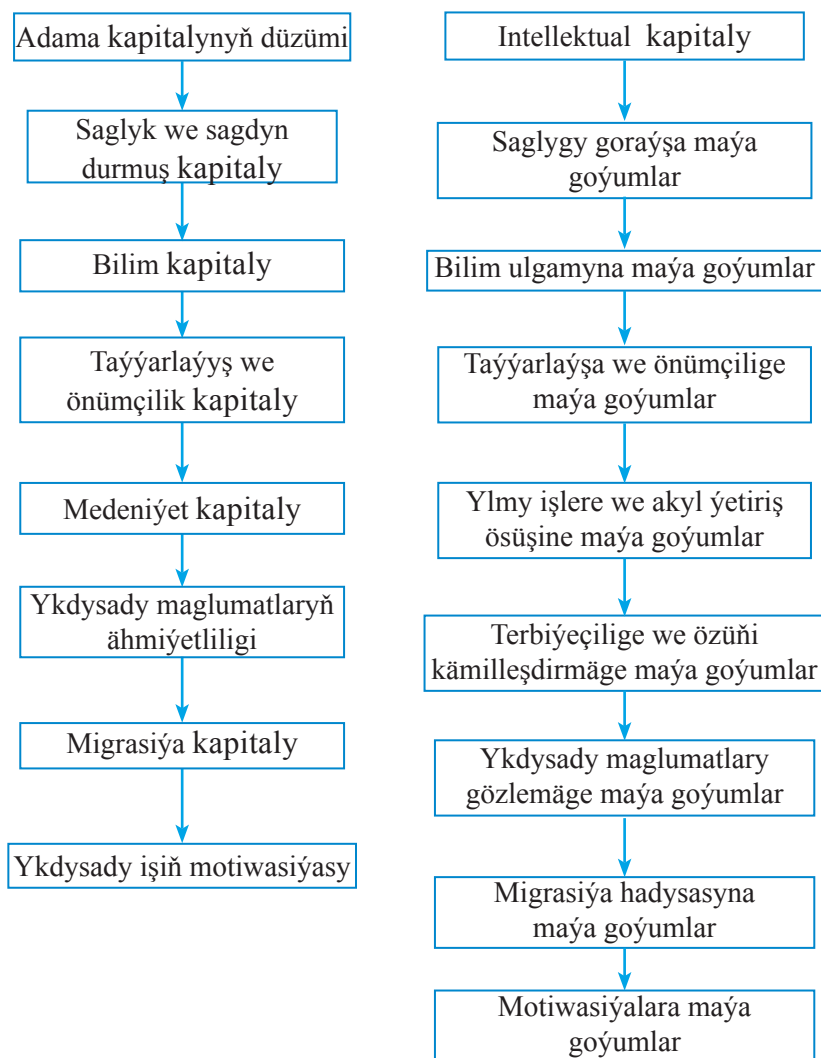 Adama kapitalynyň düzümi
Saglyk we sagdyn
durmuş kapitaly
Bilim kapitaly
Taýýarlaýyş we
önümçilik kapitaly
Medeniýet kapitaly
Ykdysady maglumatlaryň
ähmiýetliligi
Migrasiýa kapitaly
Ykdysady işiň motiwasiýasy
Intellektual kapitaly
Saglygy goraýşa maýa
goýumlar
Bilim ulgamyna maýa goýumlar
Taýýarlaýşa we önümçilige
maýa goýumlar
Ylmy işlere we akyl ýetiriş
ösüşine maýa goýumlar
Terbiýeçilige we özüňi
kämilleşdirmäge maýa goýumlar
Ykdysady maglumatlary
gözlemäge maýa goýumlar
Migrasiýa hadysasyna
maýa goýumlar
Motiwasiýalara maýa
goýumlar